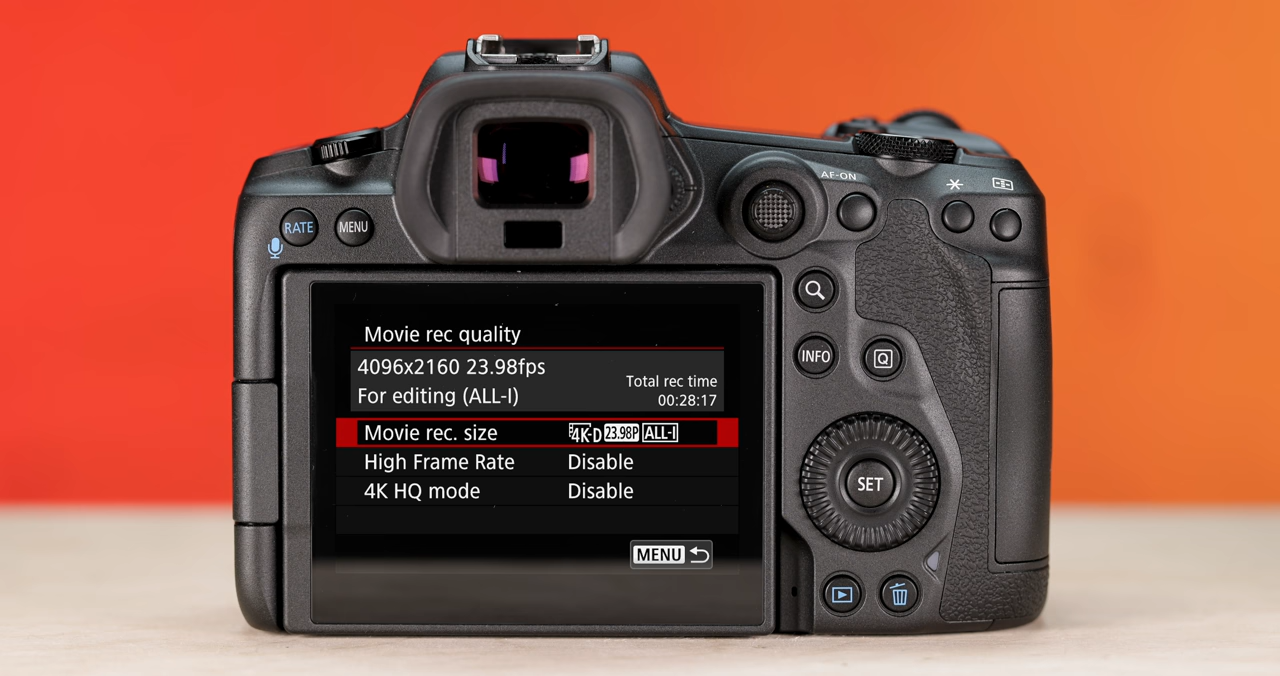 AF-ON
RATE
MENU
INFO
Q
SET
Movie rec quality
4096x2160 23.98fps
For editing (ALL-I)
Total rec time
00:28:17
Movie rec. size 4K-D 23.98P ALL-I
High Frame Rate Disable
4K HQ mode Disable
MENU